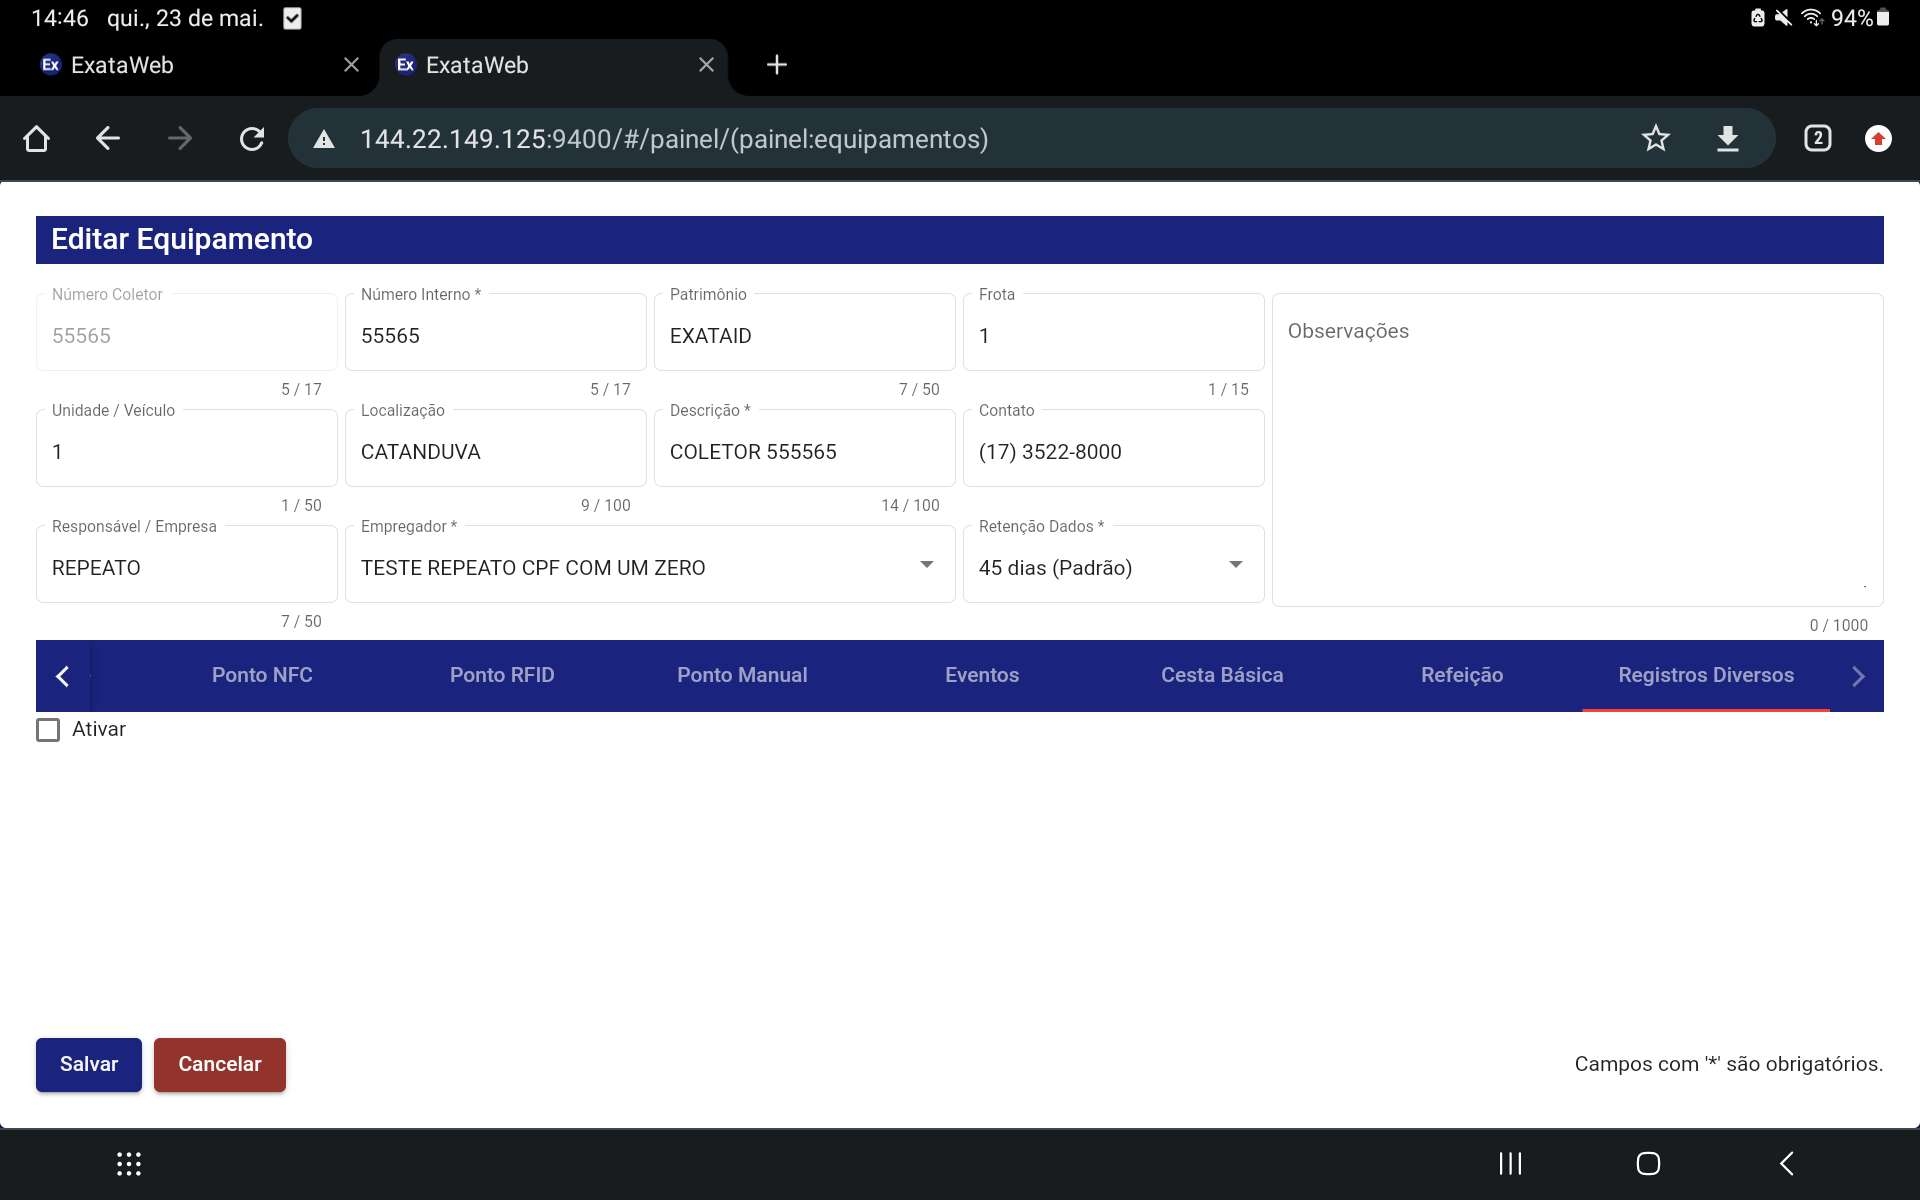 14:46 qui., 23 de mai.
94%
ExataWeb
ExataWeb
144.22.149.125:9400/#/painel/(painel:equipamentos)
2
Editar Equipamento
Número Coletor
55565
5 / 17
Número Interno *
55565
5 / 17
Patrimônio
EXATAID
7 / 50
Frota
1
1 / 15
Observações
0 / 1000
Unidade / Veículo
1
1 / 50
Localização
CATANDUVA
9 / 100
Descrição *
COLETOR 555565
14 / 100
Contato
(17) 3522-8000
Responsável / Empresa
REPEATO
7 / 50
Empregador *
TESTE REPEATO CPF COM UM ZERO
Retenção Dados *
45 dias (Padrão)
Ponto NFC
Ponto RFID
Ponto Manual
Eventos
Cesta Básica
Refeição
Registros Diversos
Ativar
Salvar
Cancelar
Campos com '*' são obrigatórios.